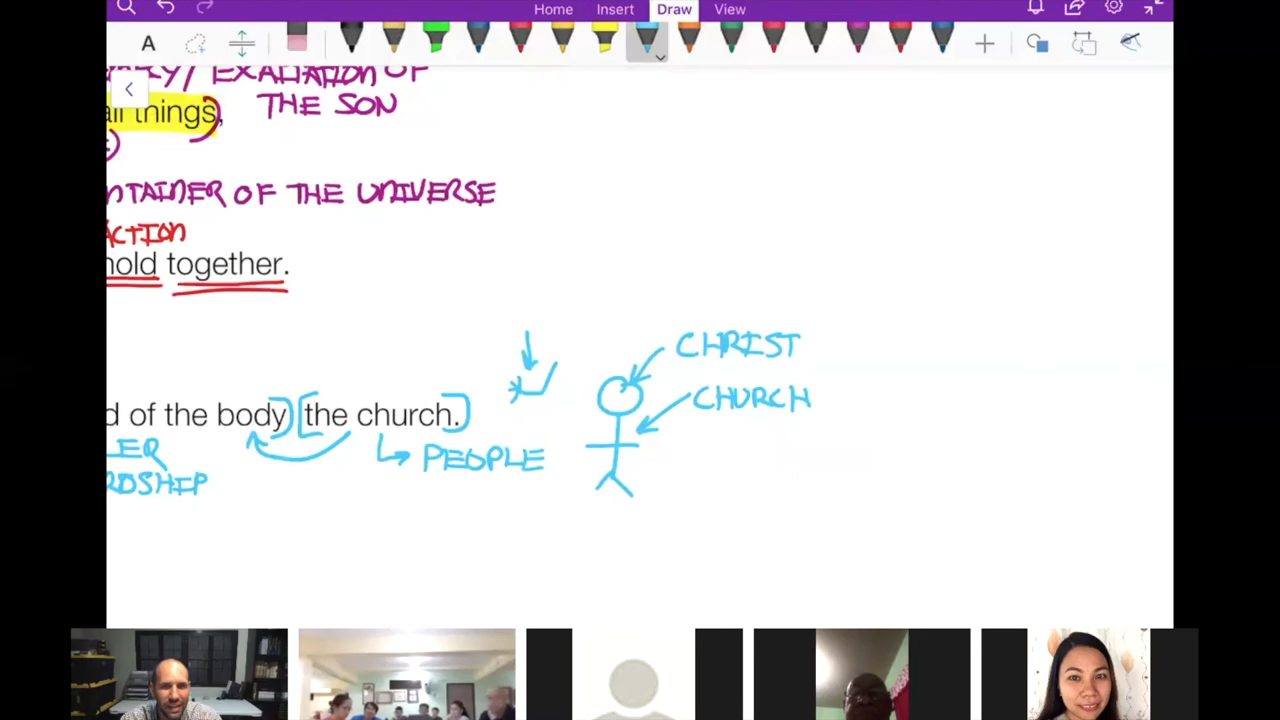 Home Insert Draw View
EXALTATION OF
all things, THE SON
NTAINER OF THE UNIVERSE
ACTION
hold together.
CHRIST
CHURCH
d of the body) [the church.]
LER PEOPLE
RDSHIP